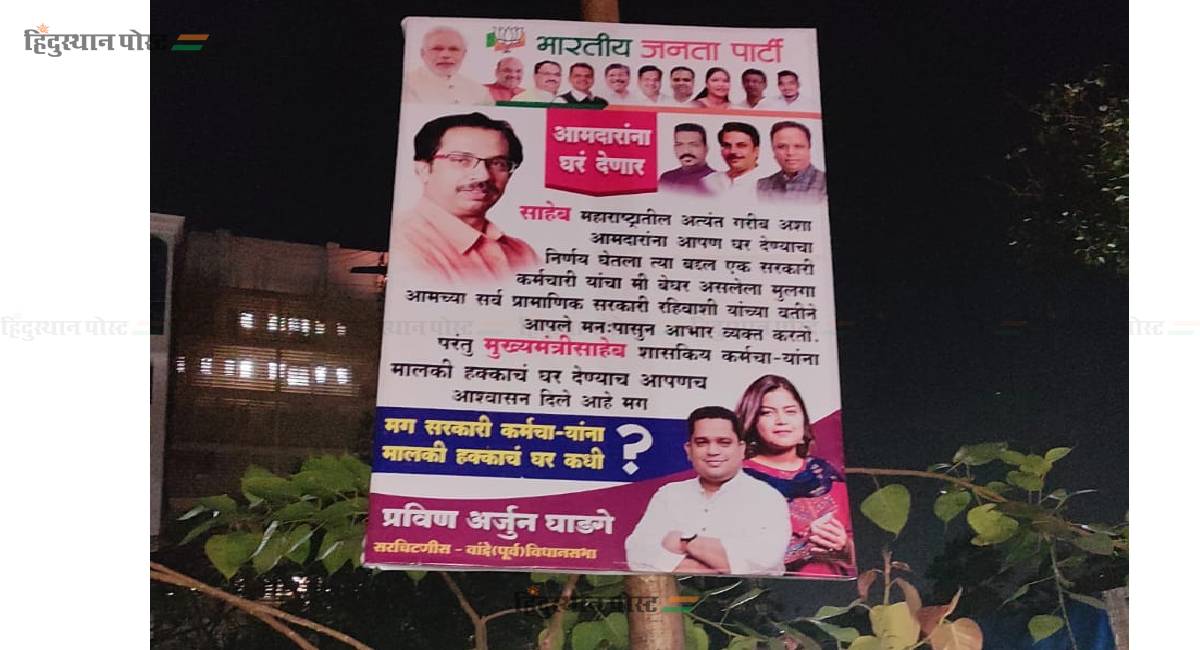 हिंदुस्थान पोस्ट
भारतीय जनता पार्टी
आमदारांना
घरं देणार
साहेब महाराष्ट्रातील अत्यंत गरीब अशा
आमदारांना आपण घर देण्याचा
निर्णय घेतला त्या बद्दल एक सरकारी
कर्मचारी यांचा मी बेघर असलेला मुलगा
आमच्या सर्व प्रामाणिक सरकारी रहिवाशी यांच्या वतीने
आपले मन:पासुन आभार व्यक्त करतो.
परंतु मुख्यमंत्रीसाहेब शासकिय कर्मचा-यांना
मालकी हक्काचं घर देण्याच आपणच
आश्वासन दिले आहे मग
मग सरकारी कर्मचा-यांना
मालकी हक्काचं घर कधी ?
प्रविण अर्जुन घाडगे
सरचिटणीस - वांद्रे(पूर्व)विधानसभा
हिंदुस्थान पोस्ट
हिंदुस्थान पोस्ट